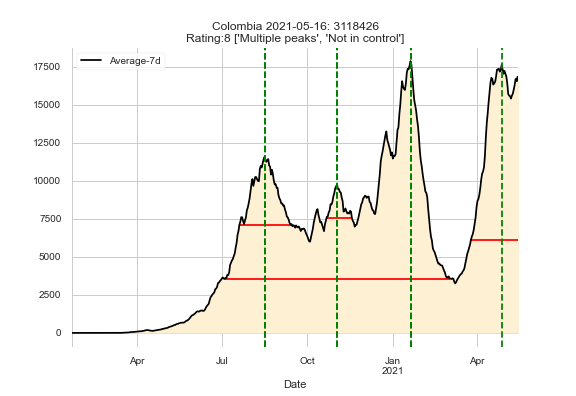 Colombia 2021-05-16: 3118426
Rating:8 ['Multiple peaks', 'Not in control']
Average-7d
17500
15000
12500
10000
7500
5000
2500
0
Apr
Jul
Oct
Jan
2021
Apr
Date